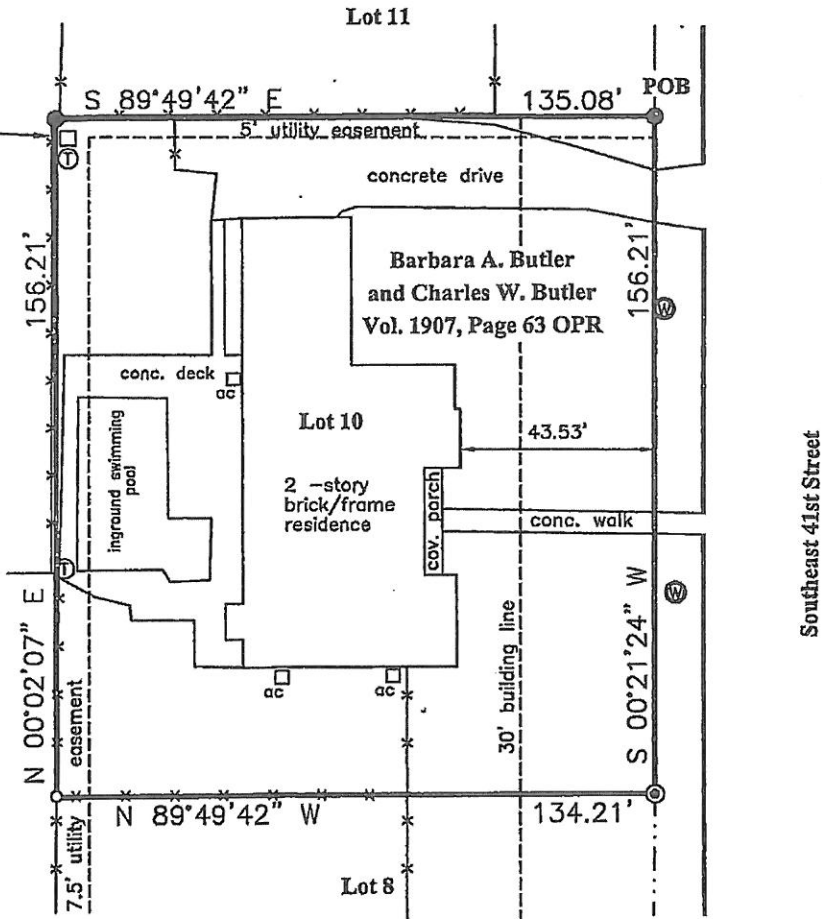 Lot 11
S 89°49'42" E
135.08'
POB
5' utility easement
T
concrete drive
156.21'
Barbara A. Butler
and Charles W. Butler
Vol. 1907, Page 63 OPR
156.21'
W
conc. deck
ac
Lot 10
43.53'
inground swimming
pool
2 -story
brick/frame
residence
cov. porch
conc. walk
Southeast 41st Street
T
W
N 00°02'07" E
S 00°21'24" W
ac
ac
30' building line
7.5' utility easement
N 89°49'42" W
134.21'
Lot 8